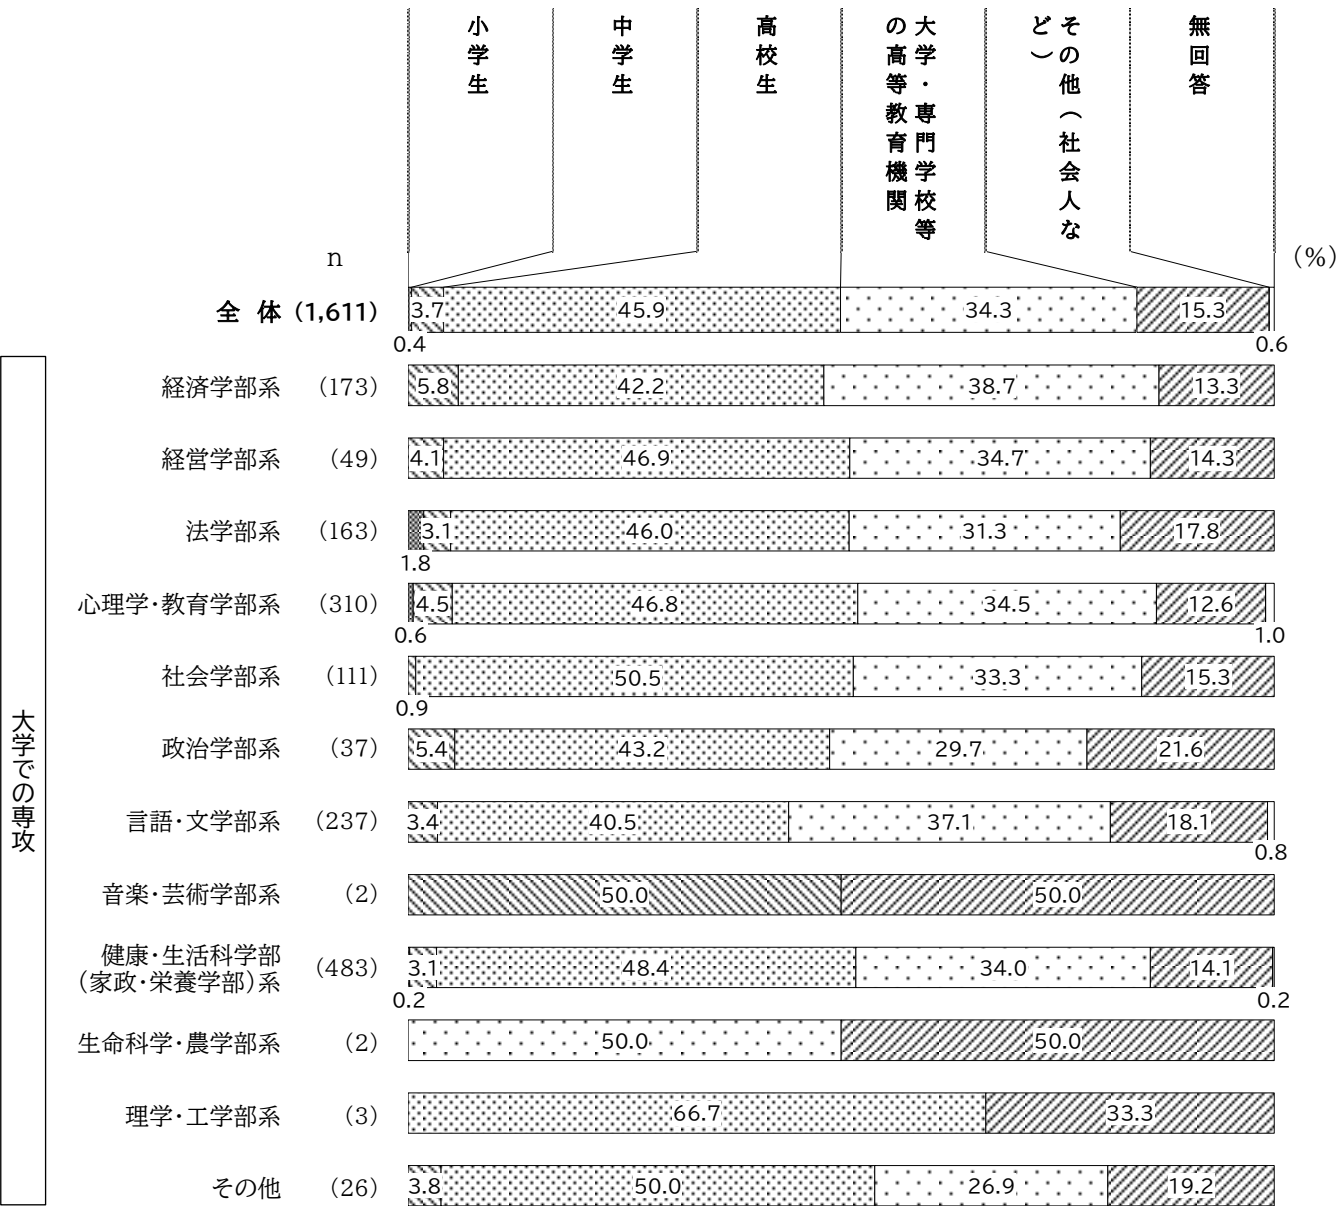 小学生
中学生
高校生
大学・専門学校等
の高等教育機関
その他（社会人な
ど）
無回答
n
(%)
全 体 (1,611) 3.7 45.9 34.3 15.3
0.4 0.6
経済学部系 (173) 5.8 42.2 38.7 13.3
経営学部系 (49) 4.1 46.9 34.7 14.3
法学部系 (163) 3.1 46.0 31.3 17.8
1.8
心理学・教育学部系 (310) 4.5 46.8 34.5 12.6
0.6 1.0
社会学部系 (111) 50.5 33.3 15.3
0.9
政治学部系 (37) 5.4 43.2 29.7 21.6
言語・文学部系 (237) 3.4 40.5 37.1 18.1
0.8
音楽・芸術学部系 (2) 50.0 50.0
健康・生活科学部
（家政・栄養学部）系 (483) 3.1 48.4 34.0 14.1
0.2 0.2
生命科学・農学部系 (2) 50.0 50.0
理学・工学部系 (3) 66.7 33.3
その他 (26) 3.8 50.0 26.9 19.2
大学での専攻